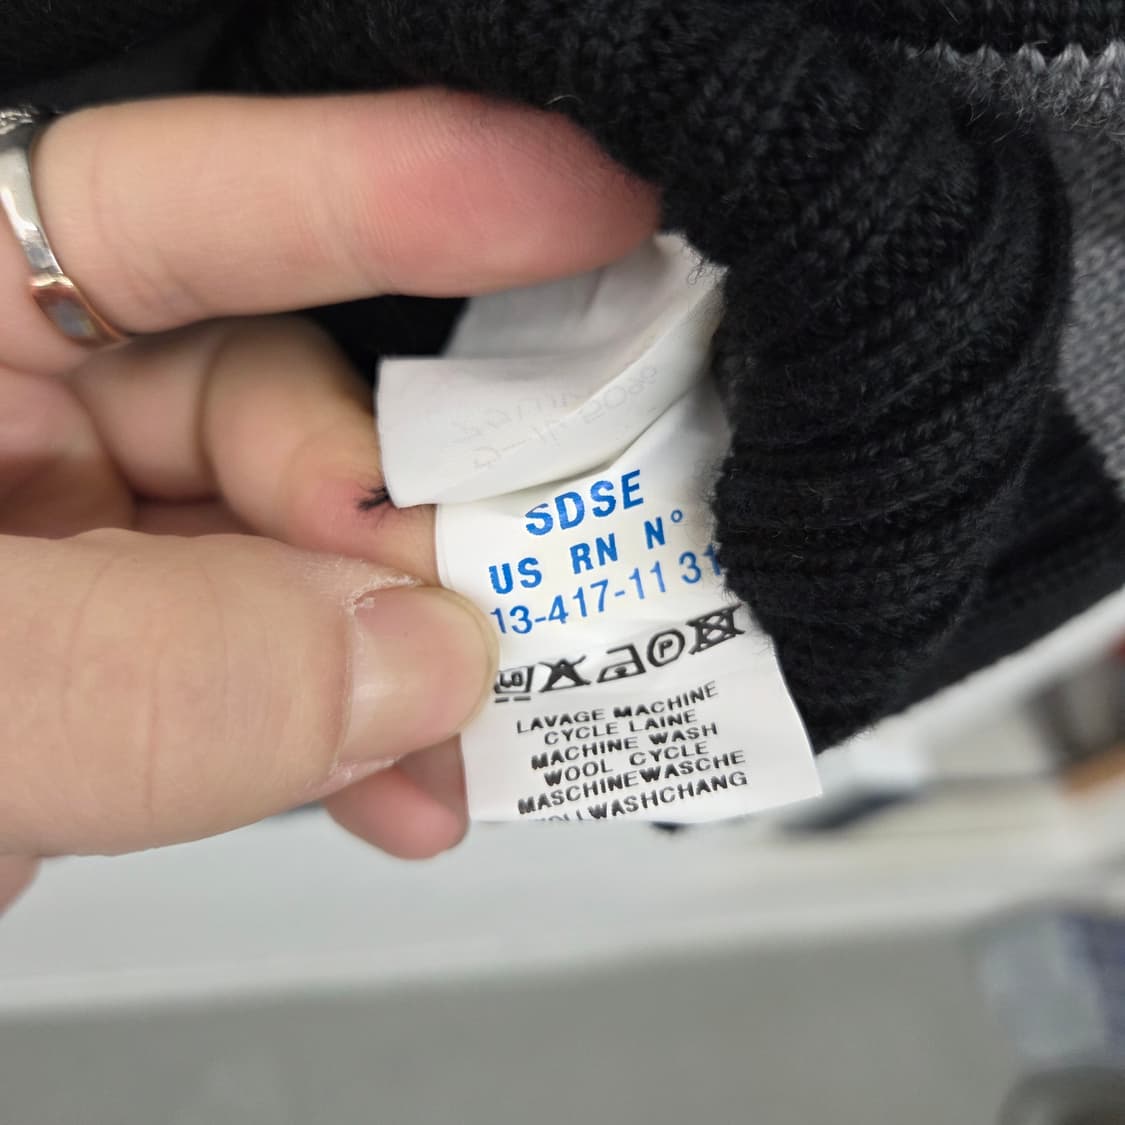 SDSE
US RN N°
13-417-11 31
LAVAGE MACHINE
CYCLE LAINE
MACHINE WASH
WOOL CYCLE
MASCHINEWASCHE